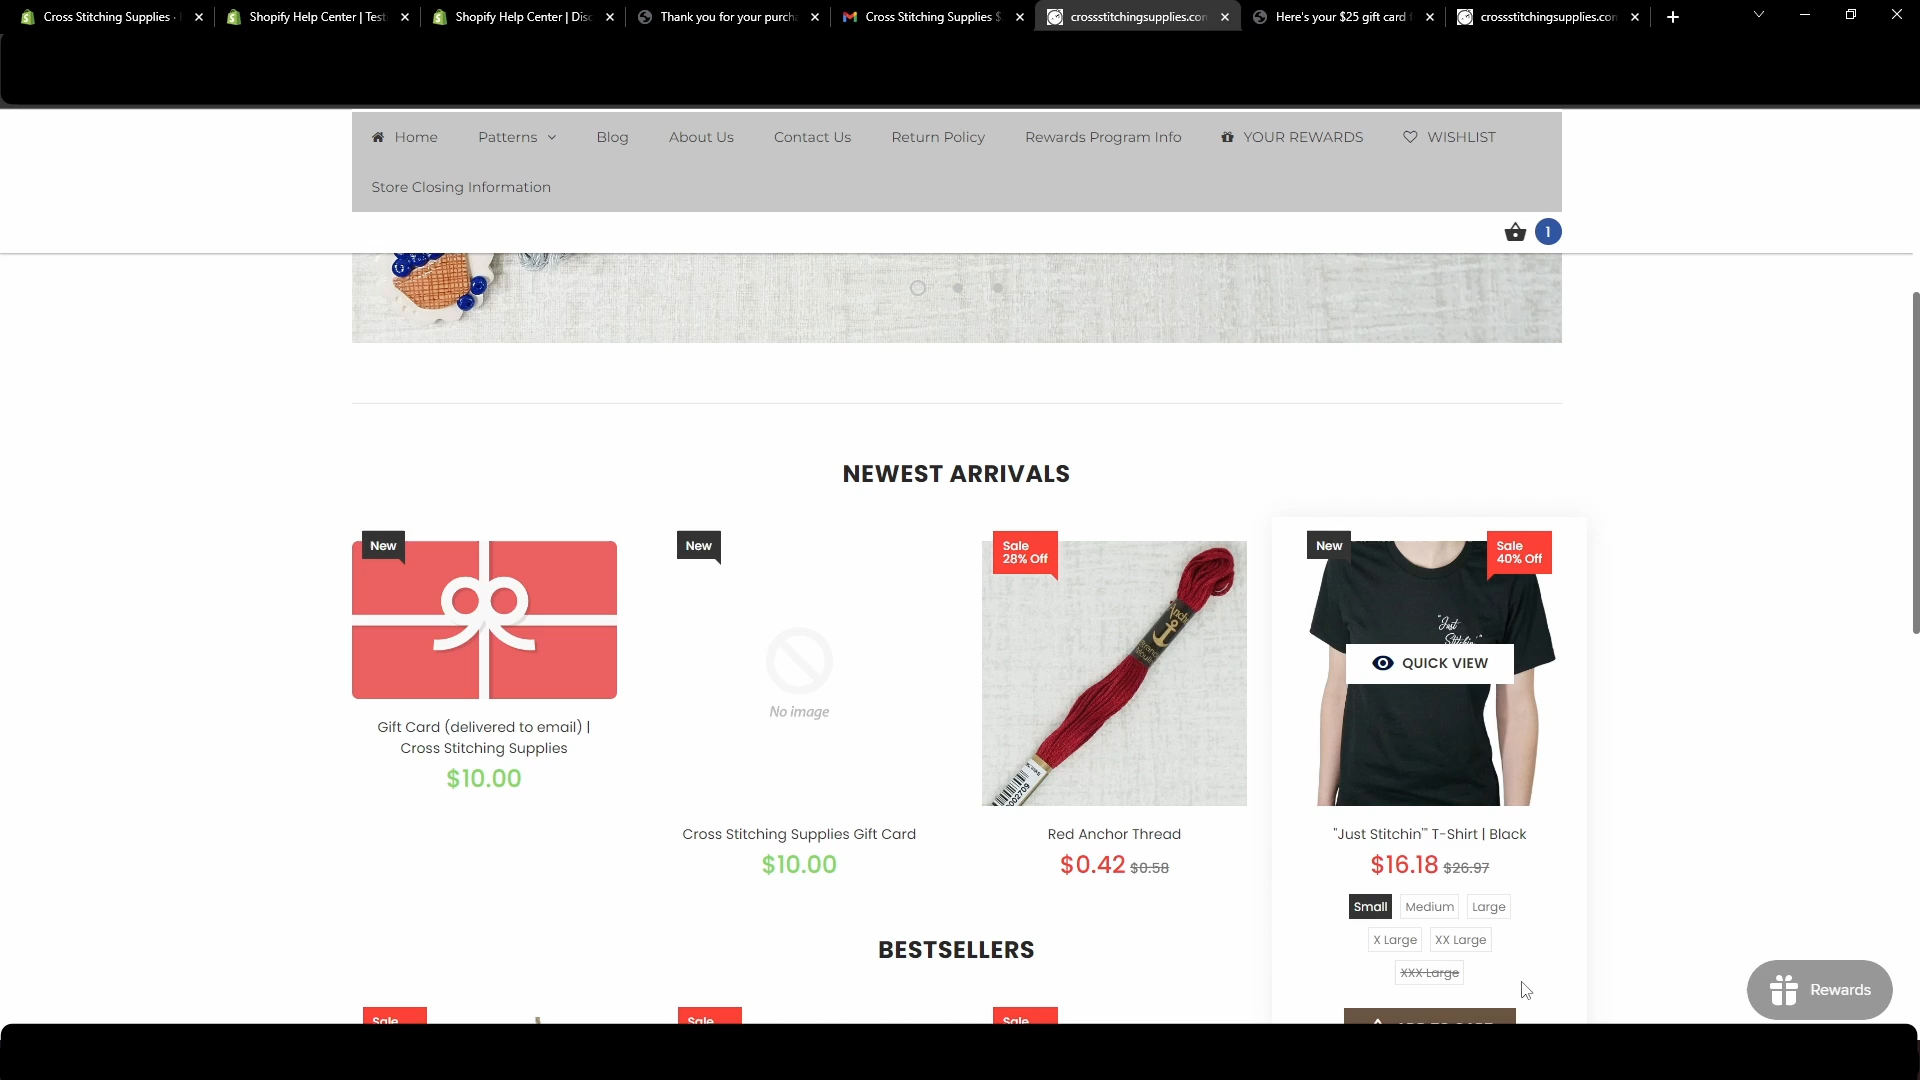 Cross Stitching Supplies ·
Shopify Help Center | Test
Shopify Help Center | Disc
Thank you for your purcha
Cross Stitching Supplies $
crossstitchingsupplies.com
Here's your $25 gift card f
crossstitchingsupplies.com
Home
Patterns
Blog
About Us
Contact Us
Return Policy
Rewards Program Info
YOUR REWARDS
WISHLIST
Store Closing Information
1
NEWEST ARRIVALS
New
New
Sale
28% Off
New
Sale
40% Off
"Just
Stitchin'"
QUICK VIEW
No image
Anchor
Gift Card (delivered to email) |
Cross Stitching Supplies
$10.00
Cross Stitching Supplies Gift Card
$10.00
Red Anchor Thread
$0.42 $0.58
"Just Stitchin'" T-Shirt | Black
$16.18 $26.97
Small Medium Large
X Large XX Large
XXX Large
BESTSELLERS
Sale
Sale
Sale
ADD TO CART
Rewards